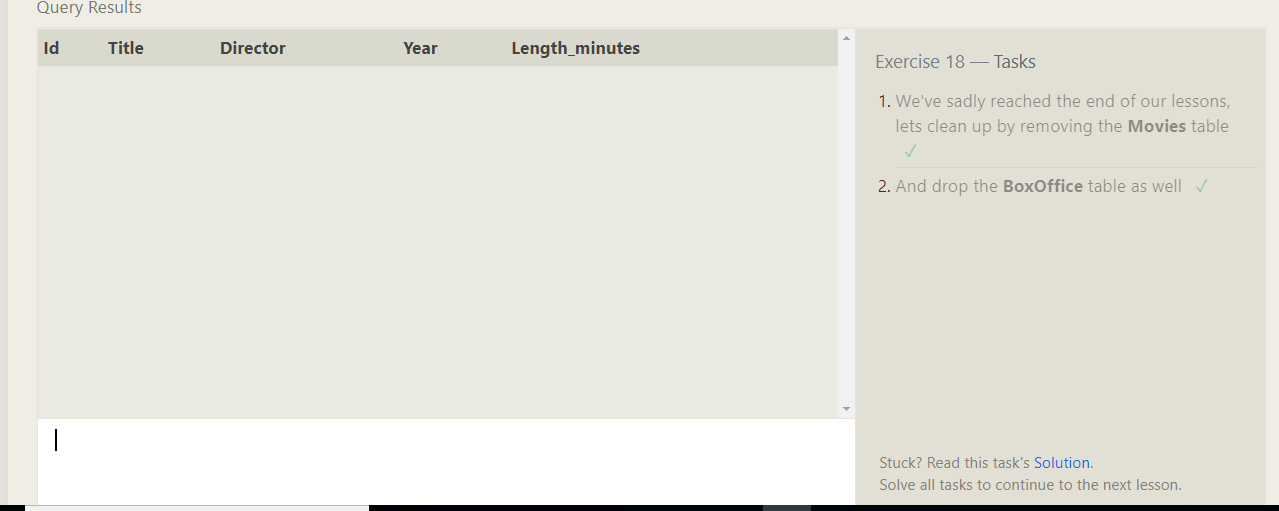 Query Results
Id Title Director Year Length_minutes
Exercise 18 — Tasks
1. We've sadly reached the end of our lessons,
lets clean up by removing the Movies table
✓
2. And drop the BoxOffice table as well ✓
Stuck? Read this task's Solution.
Solve all tasks to continue to the next lesson.